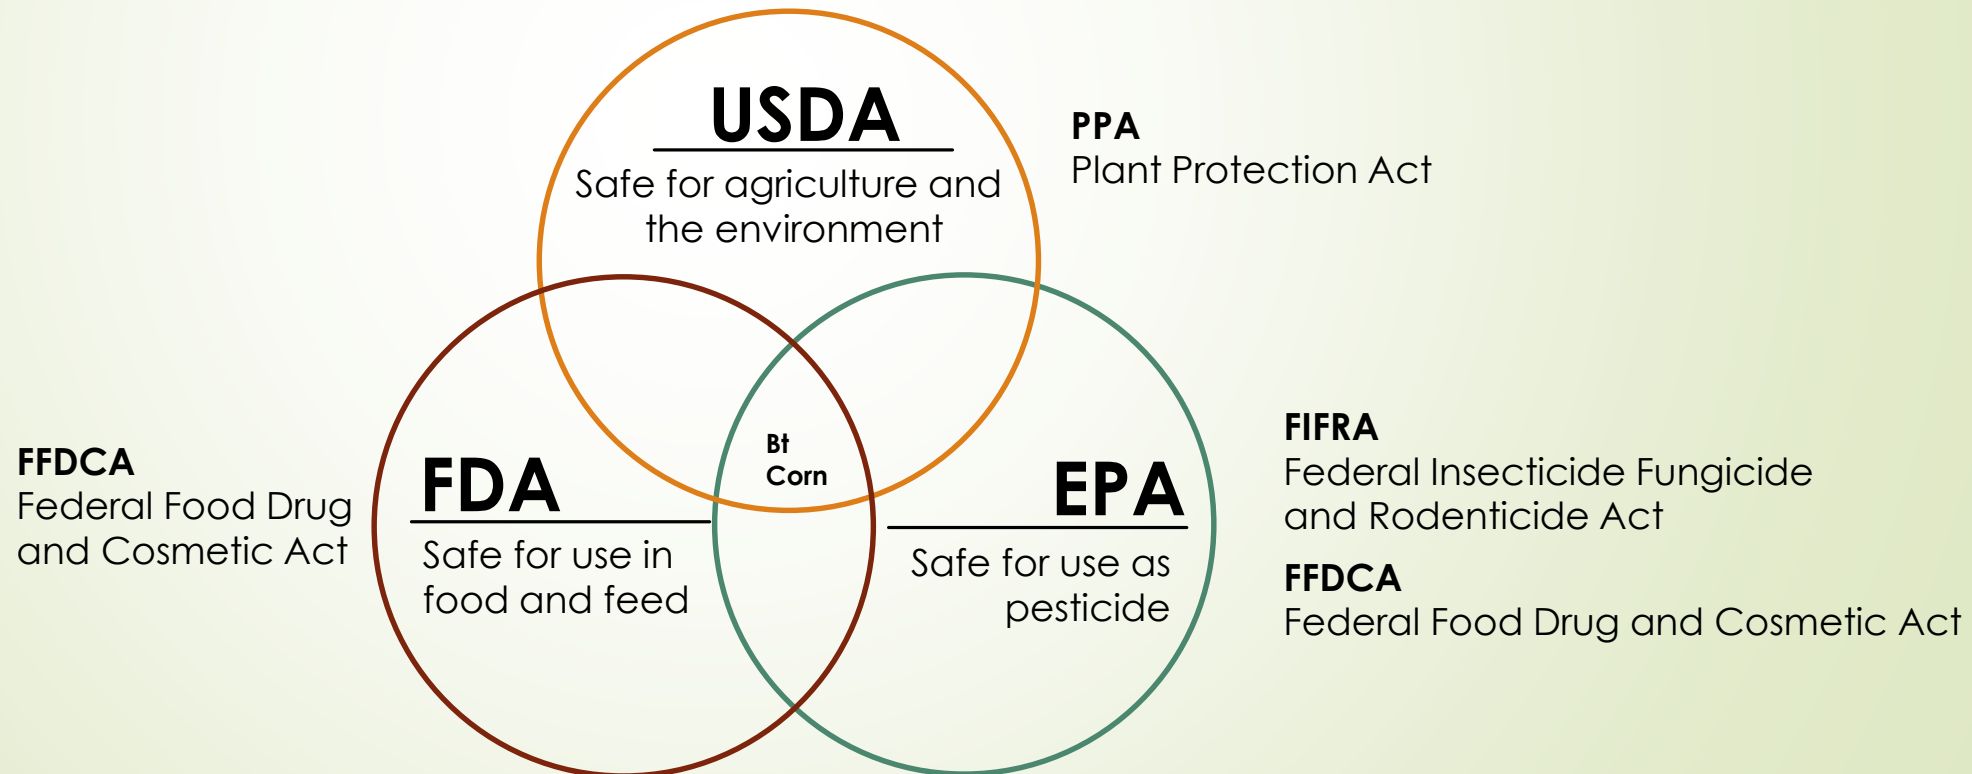 USDA
Safe for agriculture and
the environment
PPA
Plant Protection Act
FFDCA
Federal Food Drug
and Cosmetic Act
FDA
Safe for use in
food and feed
Bt
Corn
EPA
Safe for use as
pesticide
FIFRA
Federal Insecticide Fungicide
and Rodenticide Act
FFDCA
Federal Food Drug and Cosmetic Act